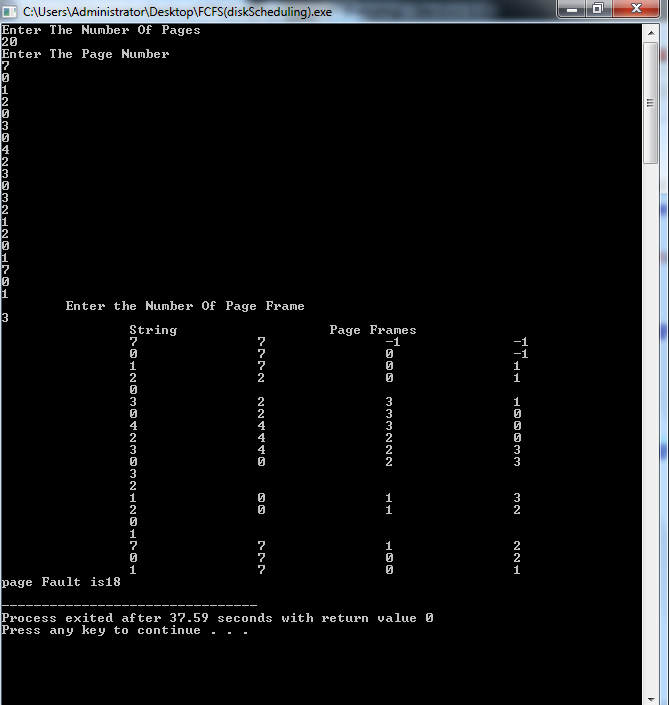 C:\Users\Administrator\Desktop\FCFS(diskScheduling).exe
Enter The Number Of Pages
20
Enter The Page Number
7
0
1
2
0
3
0
4
2
3
0
3
2
1
2
0
1
7
0
1
Enter the Number Of Page Frame
3
String Page Frames
7 7 -1 -1
0 7 0 -1
1 7 0 1
2 2 0 1
0
3 2 3 1
0 2 3 0
4 4 3 0
2 4 2 0
3 4 2 3
0 0 2 3
3
2
1 0 1 3
2 0 1 2
0
1
7 7 1 2
0 7 0 2
1 7 0 1
page Fault is18
--------------------------------
Process exited after 37.59 seconds with return value 0
Press any key to continue . . .